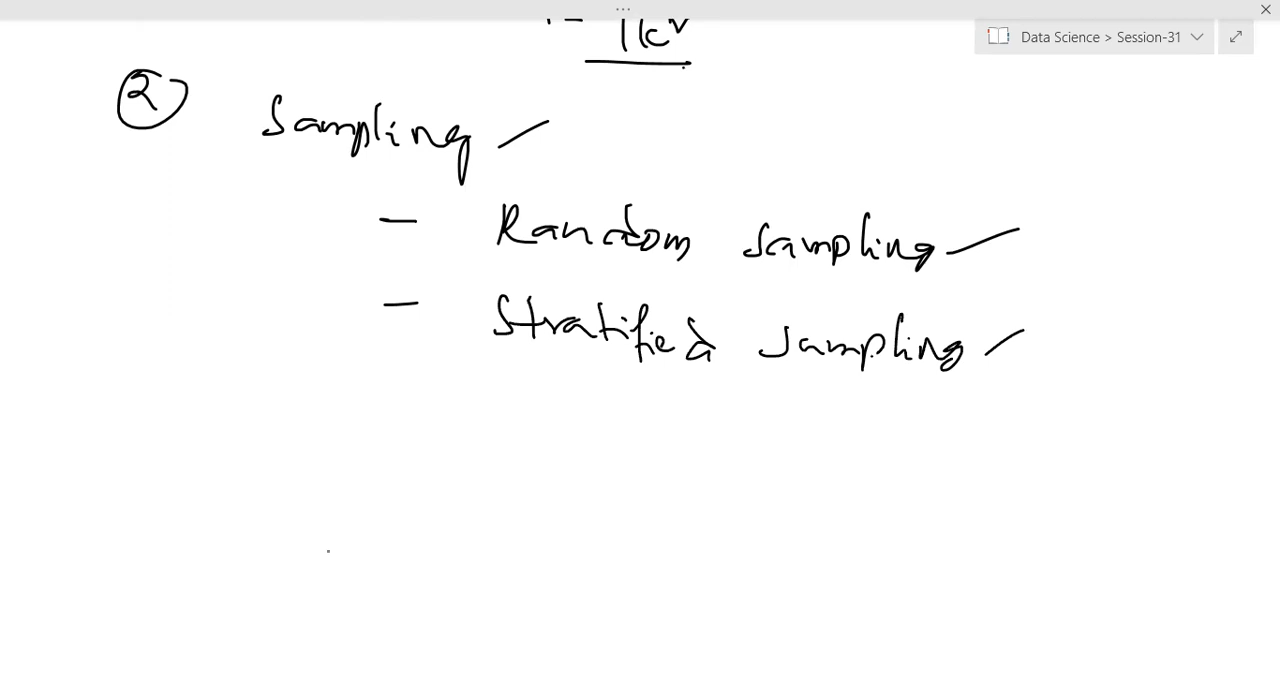 Data Science > Session-31
② Sampling
- Random Sampling
- Stratified Sampling